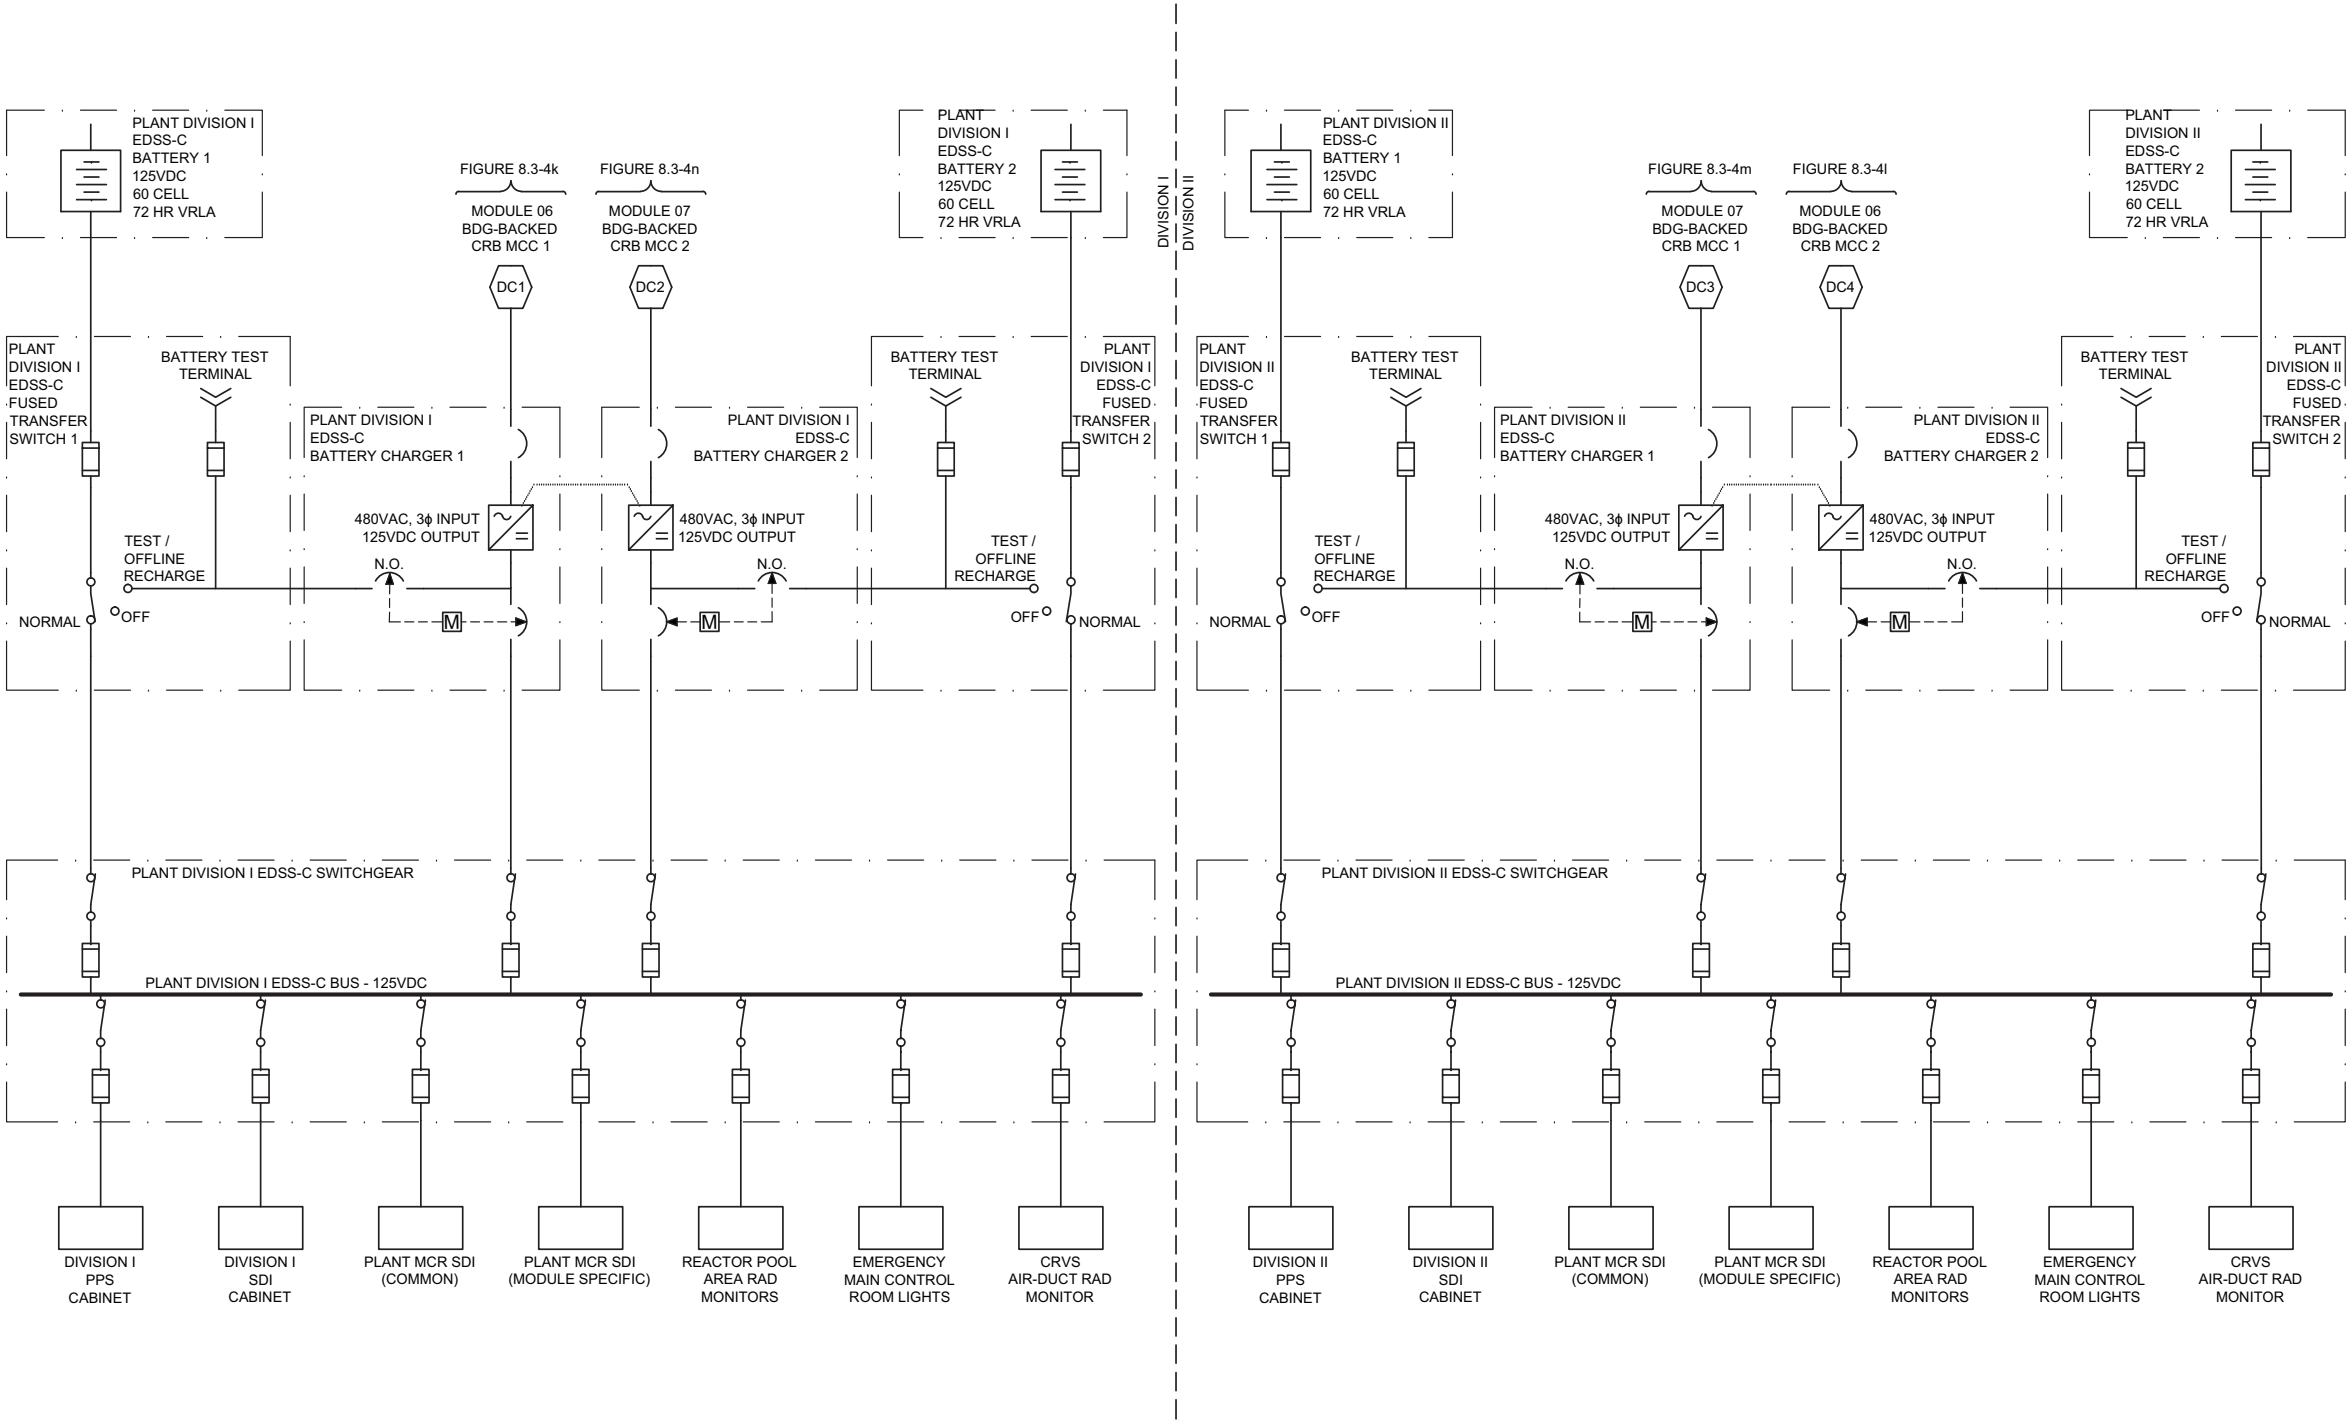 PLANT DIVISION I
EDSS-C
BATTERY 1
125VDC
60 CELL
72 HR VRLA
FIGURE 8.3-4k
MODULE 06
BDG-BACKED
CRB MCC 1
DC1
FIGURE 8.3-4n
MODULE 07
BDG-BACKED
CRB MCC 2
DC2
PLANT
DIVISION I
EDSS-C
BATTERY 2
125VDC
60 CELL
72 HR VRLA
DIVISION I
DIVISION II
PLANT DIVISION II
EDSS-C
BATTERY 1
125VDC
60 CELL
72 HR VRLA
FIGURE 8.3-4m
MODULE 07
BDG-BACKED
CRB MCC 1
DC3
FIGURE 8.3-4l
MODULE 06
BDG-BACKED
CRB MCC 2
DC4
PLANT
DIVISION II
EDSS-C
BATTERY 2
125VDC
60 CELL
72 HR VRLA
PLANT
DIVISION I
EDSS-C
FUSED
TRANSFER
SWITCH 1
BATTERY TEST
TERMINAL
TEST /
OFFLINE
RECHARGE
OFF
NORMAL
PLANT DIVISION I
EDSS-C
BATTERY CHARGER 1
480VAC, 3ϕ INPUT
125VDC OUTPUT
N.O.
M
PLANT DIVISION I
EDSS-C
BATTERY CHARGER 2
480VAC, 3ϕ INPUT
125VDC OUTPUT
N.O.
M
BATTERY TEST
TERMINAL
PLANT
DIVISION I
EDSS-C
FUSED
TRANSFER
SWITCH 2
TEST /
OFFLINE
RECHARGE
OFF
NORMAL
PLANT
DIVISION II
EDSS-C
FUSED
TRANSFER
SWITCH 1
BATTERY TEST
TERMINAL
TEST /
OFFLINE
RECHARGE
OFF
NORMAL
PLANT DIVISION II
EDSS-C
BATTERY CHARGER 1
480VAC, 3ϕ INPUT
125VDC OUTPUT
N.O.
M
PLANT DIVISION II
EDSS-C
BATTERY CHARGER 2
480VAC, 3ϕ INPUT
125VDC OUTPUT
N.O.
M
BATTERY TEST
TERMINAL
PLANT
DIVISION II
EDSS-C
FUSED
TRANSFER
SWITCH 2
TEST /
OFFLINE
RECHARGE
OFF
NORMAL
PLANT DIVISION I EDSS-C SWITCHGEAR
PLANT DIVISION I EDSS-C BUS - 125VDC
PLANT DIVISION II EDSS-C SWITCHGEAR
PLANT DIVISION II EDSS-C BUS - 125VDC
DIVISION I
PPS
CABINET
DIVISION I
SDI
CABINET
PLANT MCR SDI
(COMMON)
PLANT MCR SDI
(MODULE SPECIFIC)
REACTOR POOL
AREA RAD
MONITORS
EMERGENCY
MAIN CONTROL
ROOM LIGHTS
CRVS
AIR-DUCT RAD
MONITOR
DIVISION II
PPS
CABINET
DIVISION II
SDI
CABINET
PLANT MCR SDI
(COMMON)
PLANT MCR SDI
(MODULE SPECIFIC)
REACTOR POOL
AREA RAD
MONITORS
EMERGENCY
MAIN CONTROL
ROOM LIGHTS
CRVS
AIR-DUCT RAD
MONITOR